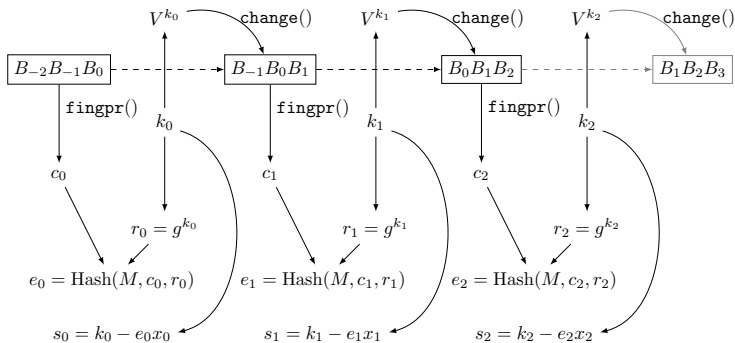 V^{k_0} change() V^{k_1} change() V^{k_2} change()
B_{-2}B_{-1}B_0 B_{-1}B_0B_1 B_0B_1B_2 B_1B_2B_3
fingpr() fingpr() fingpr()
k_0 k_1 k_2
c_0 c_1 c_2
r_0 = g^{k_0} r_1 = g^{k_1} r_2 = g^{k_2}
e_0 = Hash(M, c_0, r_0) e_1 = Hash(M, c_1, r_1) e_2 = Hash(M, c_2, r_2)
s_0 = k_0 − e_0x_0 s_1 = k_1 − e_1x_1 s_2 = k_2 − e_2x_2